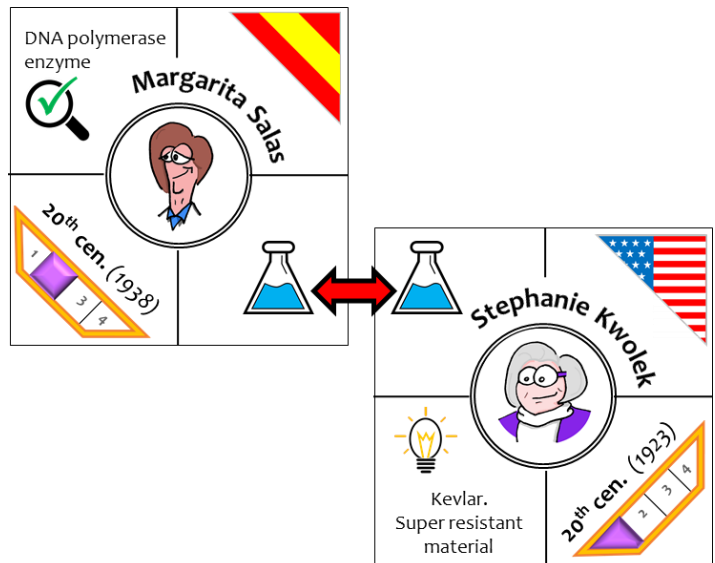 DNA polymerase
enzyme
Margarita Salas
20th cen. (1938)
1
3
4
Stephanie Kwolek
Kevlar.
Super resistant
material
20th cen. (1923)
2
3
4